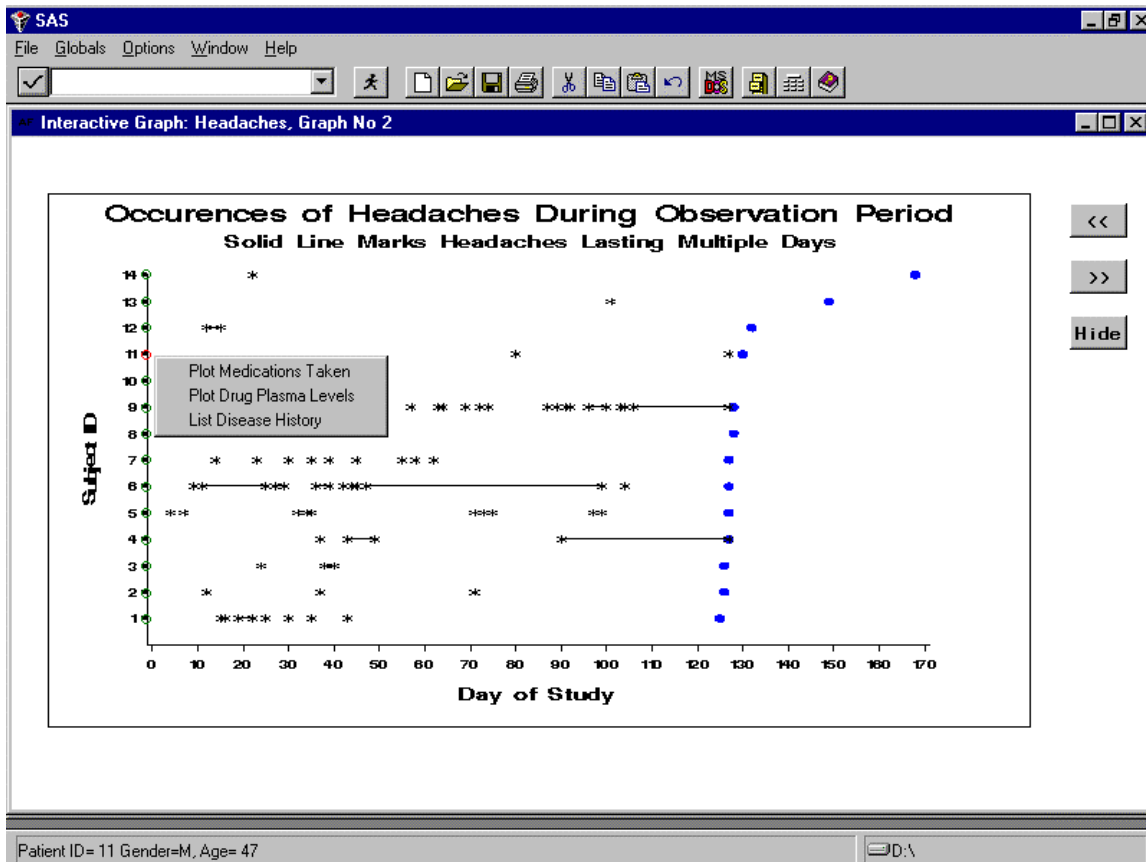 SAS
File Globals Options Window Help
MS DOS
Interactive Graph: Headaches, Graph No 2
Occurences of Headaches During Observation Period
Solid Line Marks Headaches Lasting Multiple Days
<<
>>
Hide
14
13
12
11
10
9
8
7
6
5
4
3
2
1
Subject ID
Plot Medications Taken
Plot Drug Plasma Levels
List Disease History
0 10 20 30 40 50 60 70 80 90 100 110 120 130 140 150 160 170
Day of Study
Patient ID= 11 Gender=M, Age= 47
D:\